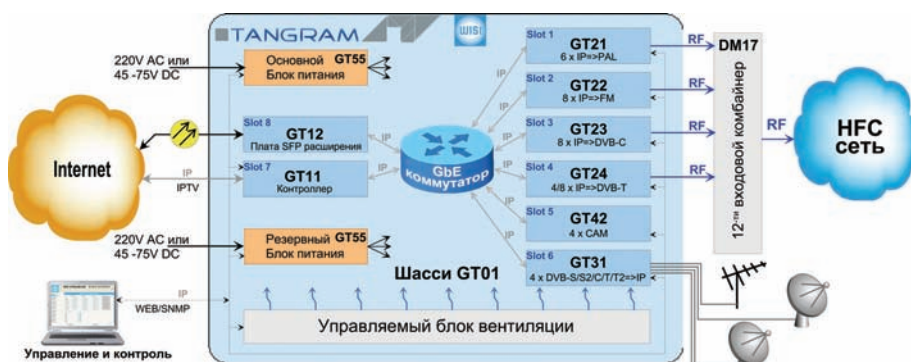 TANGRAM
WISI
Slot 1
GT21
6 x IP=>PAL
RF
DM17
220V AC или
45 -75V DC
Основной GT55
Блок питания
IP
Slot 2
GT22
8 x IP=>FM
RF
Slot 8
GT12
Плата SFP расширения
IP
Slot 3
GT23
8 x IP=>DVB-C
RF
RF
HFC
сеть
Internet
IP
IPTV
Slot 7
GT11
Контроллер
IP
GbE
коммутатор
IP
Slot 4
GT24
4/8 x IP=>DVB-T
RF
12-ти входовой комбайнер
IP
IP
Slot 5
GT42
4 x CAM
220V AC или
45 -75V DC
Резервный GT55
Блок питания
IP
Slot 6
GT31
4 x DVB-S/S2/C/T/T2=>IP
Шасси GT01
IP
WEB/SNMP
Управляемый блок вентиляции
Управление и контроль